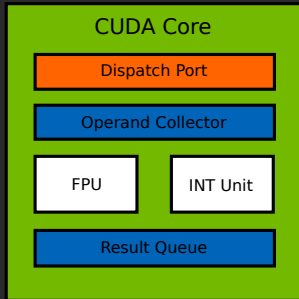 CUDA Core
Dispatch Port
Operand Collector
FPU
INT Unit
Result Queue